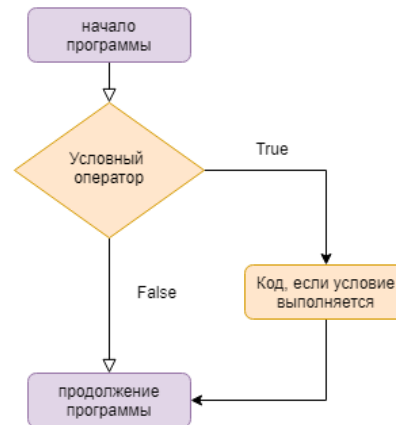 начало
программы
Условный
оператор
True
Код, если условие
выполняется
False
продолжение
программы